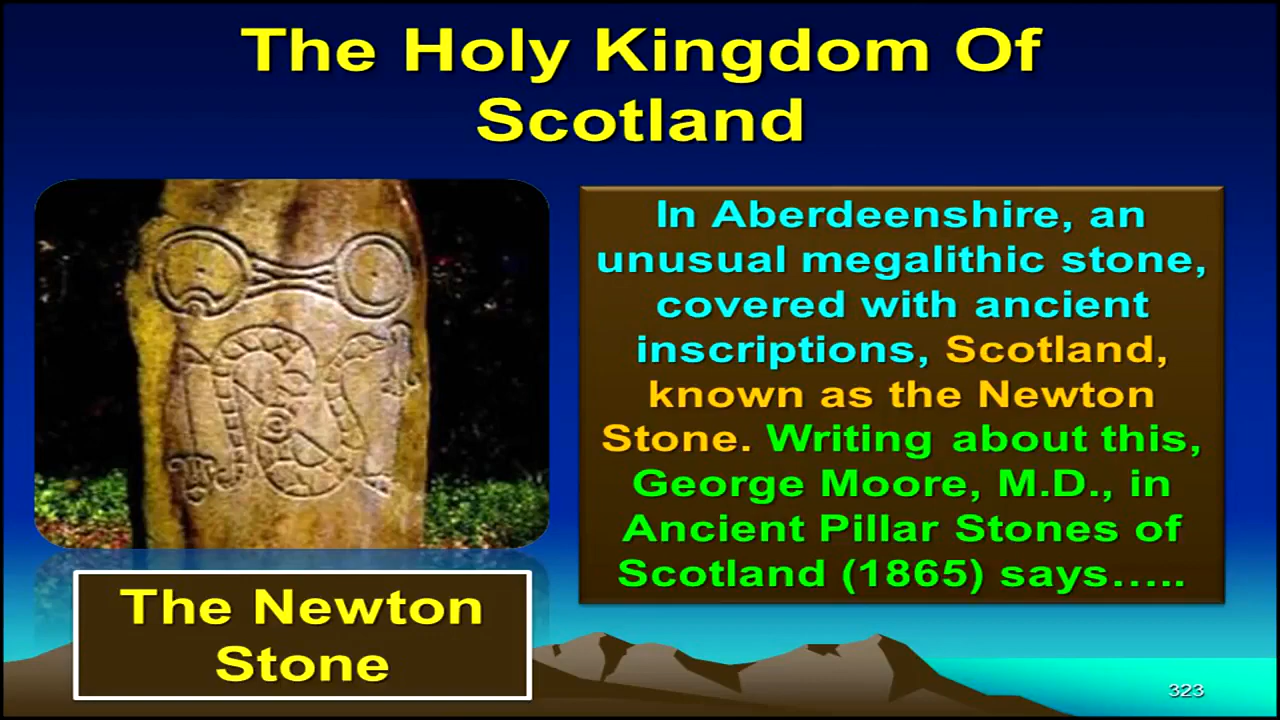 The Holy Kingdom Of
Scotland
In Aberdeenshire, an
unusual megalithic stone,
covered with ancient
inscriptions, Scotland,
known as the Newton
Stone. Writing about this,
George Moore, M.D., in
Ancient Pillar Stones of
Scotland (1865) says…..
The Newton
Stone
323